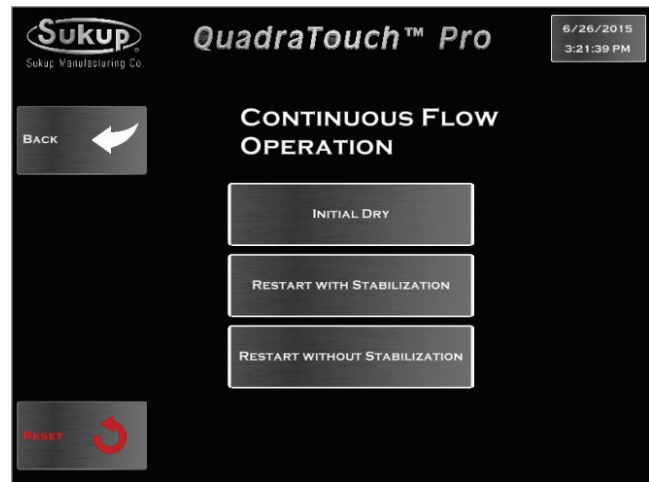 Sukup
Sukup Manufacturing Co.
QuadraTouch™ Pro
6/26/2015
3:21:39 PM
BACK
CONTINUOUS FLOW
OPERATION
INITIAL DRY
RESTART WITH STABILIZATION
RESTART WITHOUT STABILIZATION
RESET